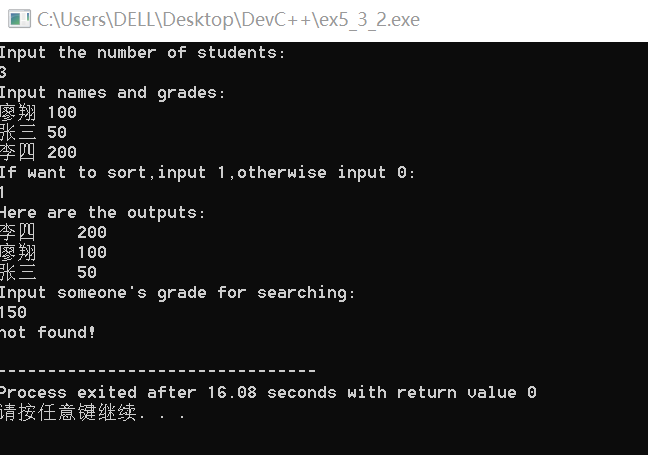 C:\Users\DELL\Desktop\DevC++\ex5_3_2.exe
Input the number of students:
3
Input names and grades:
廖翔 100
张三 50
李四 200
If want to sort,input 1,otherwise input 0:
1
Here are the outputs:
李四    200
廖翔    100
张三    50
Input someone's grade for searching:
150
not found!
--------------------------------
Process exited after 16.08 seconds with return value 0
请按任意键继续. . .